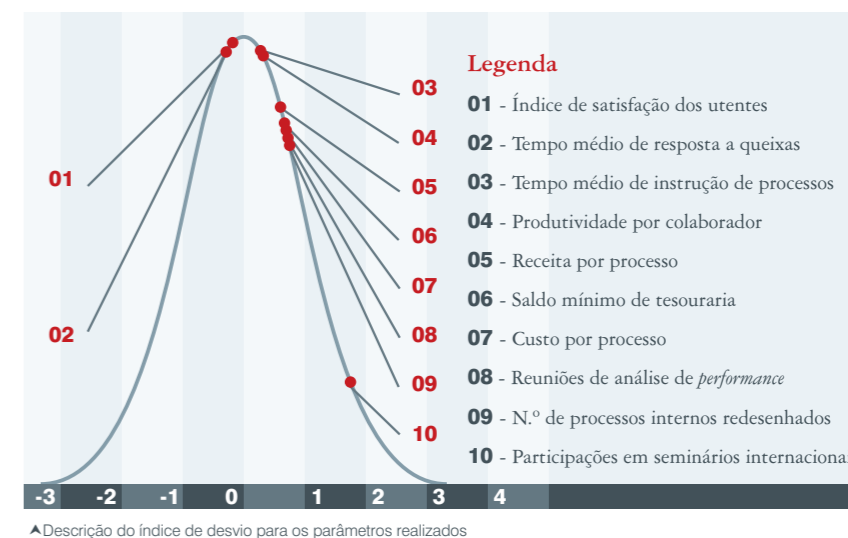 01
02
03
04
05
06
07
08
09
10
Legenda
01 - Índice de satisfação dos utentes
02 - Tempo médio de resposta a queixas
03 - Tempo médio de instrução de processos
04 - Produtividade por colaborador
05 - Receita por processo
06 - Saldo mínimo de tesouraria
07 - Custo por processo
08 - Reuniões de análise de performance
09 - N.º de processos internos redesenhados
10 - Participações em seminários internaciona
-3 -2 -1 0 1 2 3 4
Descrição do índice de desvio para os parâmetros realizados